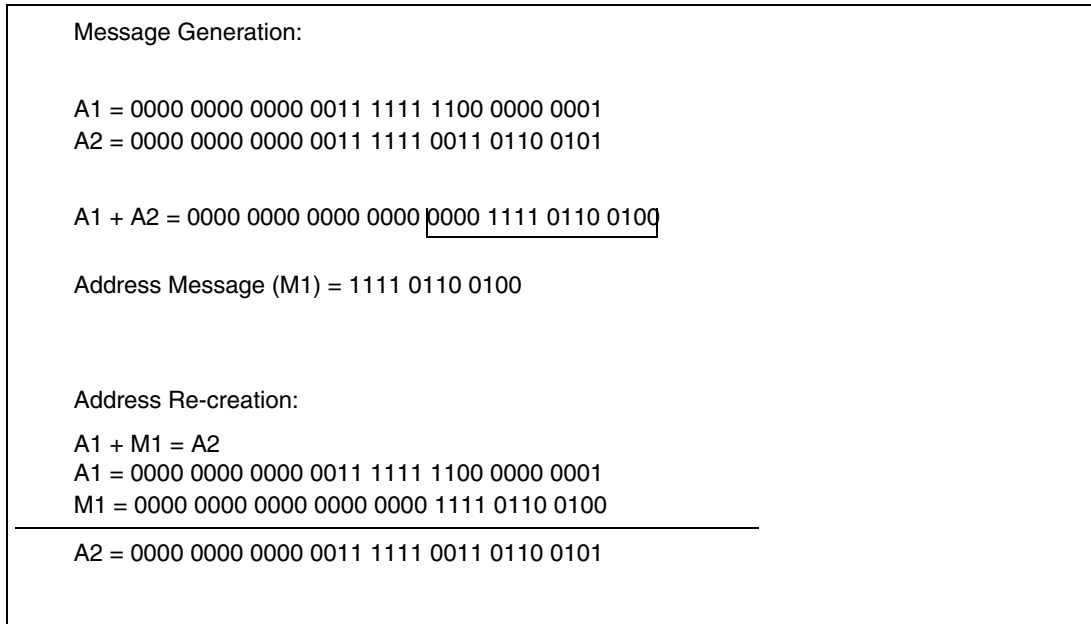 Message Generation:
A1 = 0000 0000 0000 0011 1111 1100 0000 0001
A2 = 0000 0000 0000 0011 1111 0011 0110 0101
A1 + A2 = 0000 0000 0000 0000 0000 1111 0110 0100
Address Message (M1) = 1111 0110 0100
Address Re-creation:
A1 + M1 = A2
A1 = 0000 0000 0000 0011 1111 1100 0000 0001
M1 = 0000 0000 0000 0000 0000 1111 0110 0100
A2 = 0000 0000 0000 0011 1111 0011 0110 0101